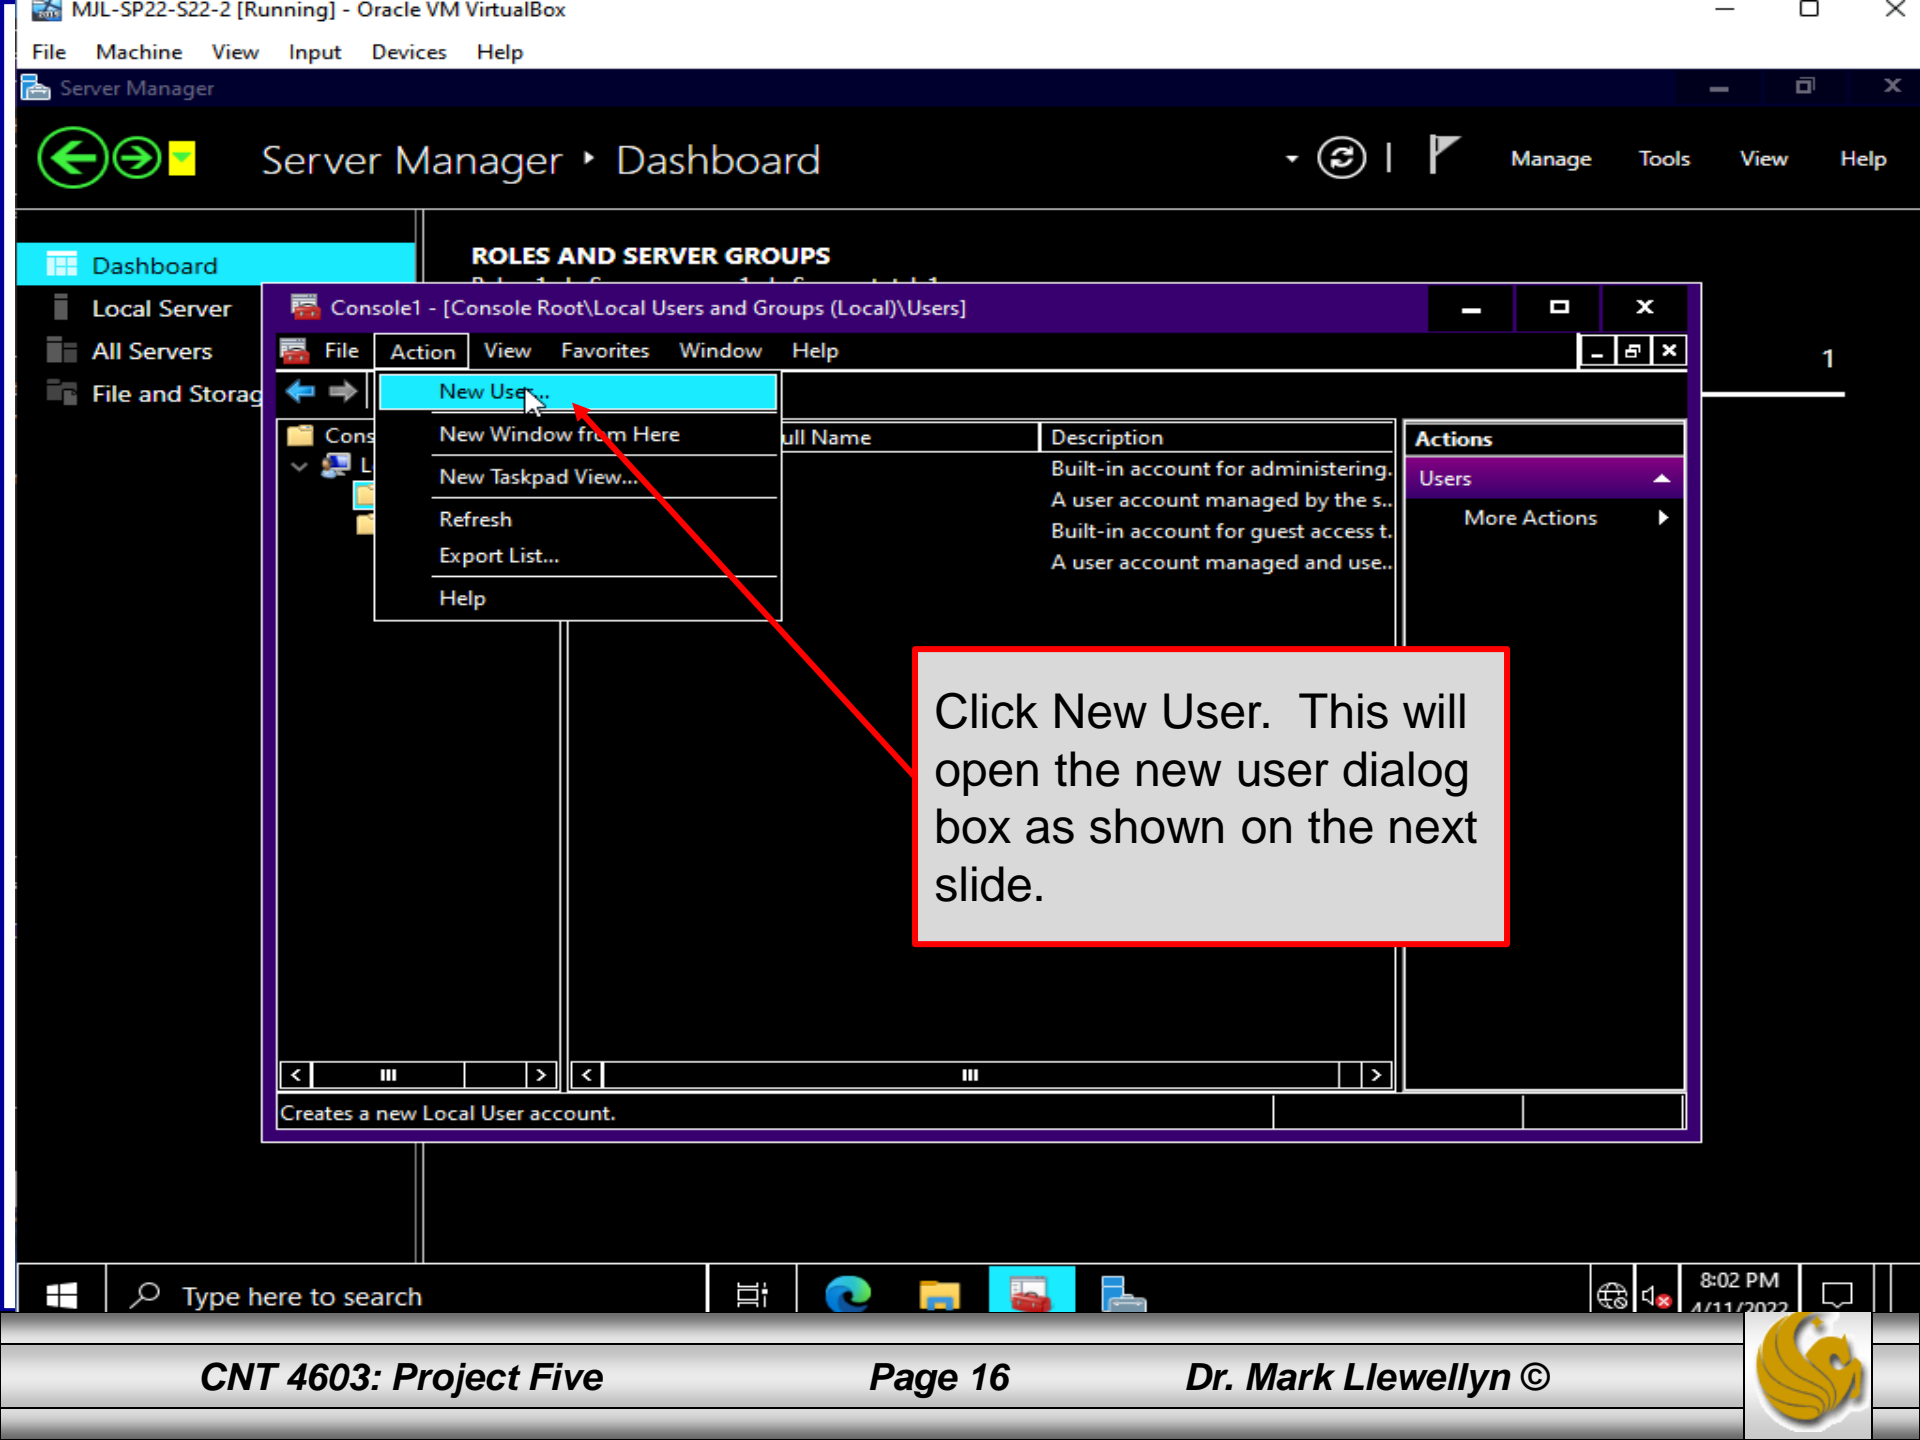 MJL-SP22-S22-2 [Running] - Oracle VM VirtualBox
File Machine View Input Devices Help
Server Manager
Server Manager ‣ Dashboard
Manage Tools View Help
Dashboard
Local Server
All Servers
File and Storag
ROLES AND SERVER GROUPS
1
Console1 - [Console Root\Local Users and Groups (Local)\Users]
File Action View Favorites Window Help
New User...
New Window from Here
New Taskpad View...
Refresh
Export List...
Help
Cons
L
ull Name Description
Built-in account for administering.
A user account managed by the s..
Built-in account for guest access t.
A user account managed and use..
Actions
Users
More Actions
Click New User. This will
open the new user dialog
box as shown on the next
slide.
Creates a new Local User account.
Type here to search
8:02 PM
4/11/2022
CNT 4603: Project Five Page 16 Dr. Mark Llewellyn ©